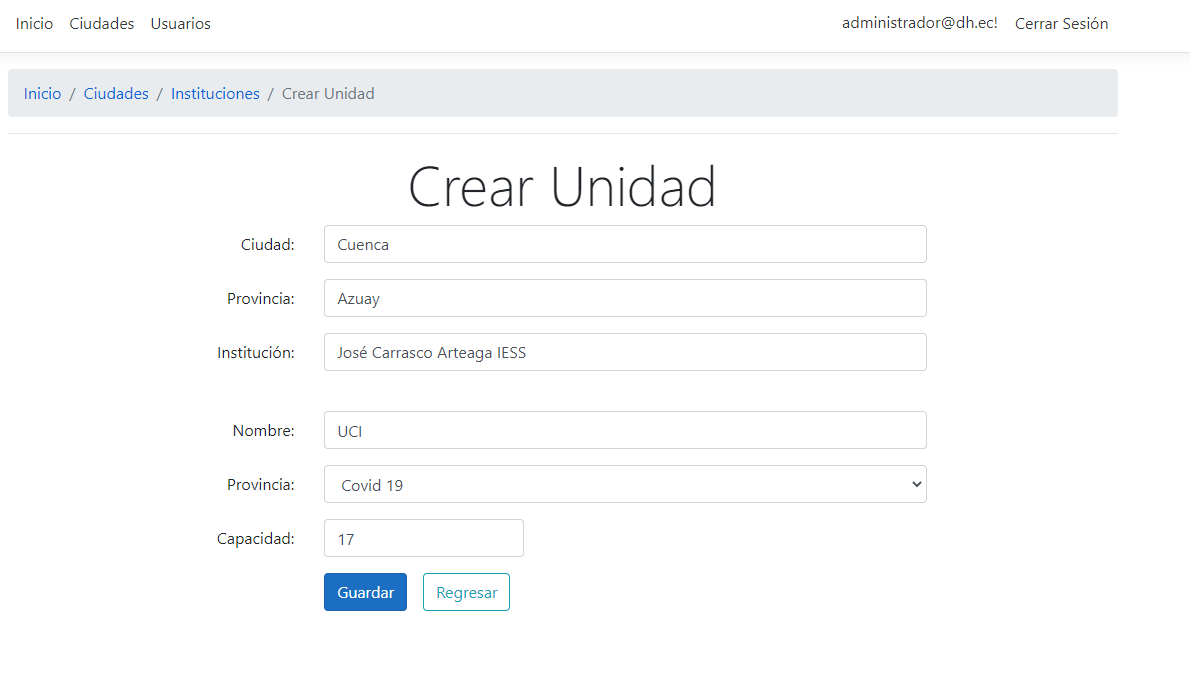 Inicio Ciudades Usuarios administrador@dh.ec! Cerrar Sesión
Inicio / Ciudades / Instituciones / Crear Unidad
Crear Unidad
Ciudad: Cuenca
Provincia: Azuay
Institución: José Carrasco Arteaga IESS
Nombre: UCI
Provincia: Covid 19
Capacidad: 17
Guardar Regresar